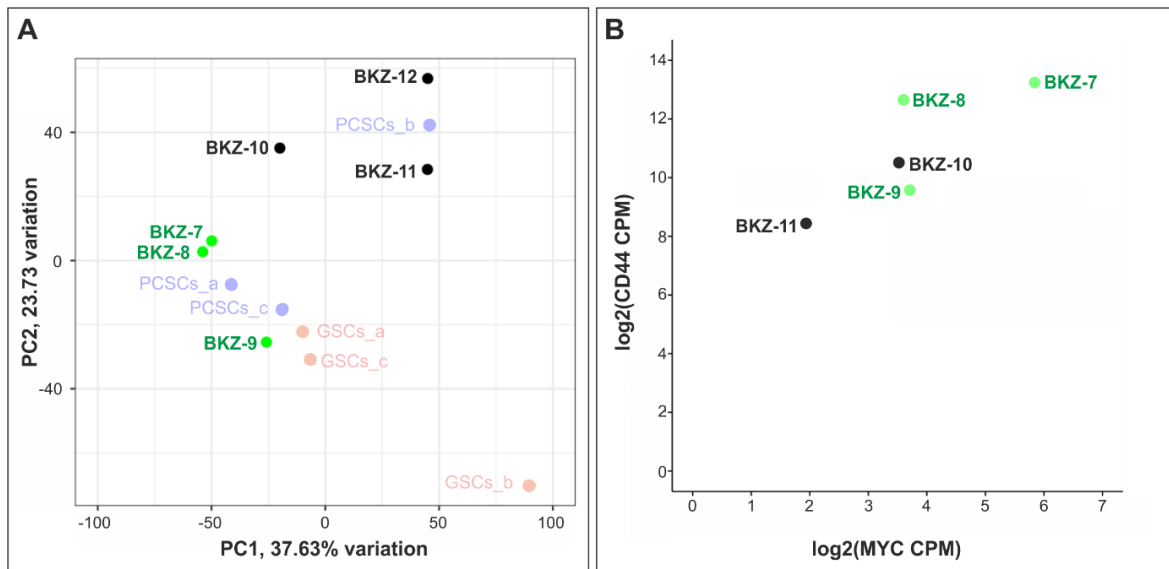 A
BKZ-12
PCSCs_b
BKZ-10
BKZ-11
BKZ-7
BKZ-8
PCSCs_a
PCSCs_c
GSCs_a
BKZ-9
GSCs_c
GSCs_b
40
0
-40
-100
-50
0
50
100
PC2, 23.73 variation
PC1, 37.63% variation
B
14
12
10
8
6
4
2
0
BKZ-7
BKZ-8
BKZ-10
BKZ-9
BKZ-11
0
1
2
3
4
5
6
7
log2(CD44 CPM)
log2(MYC CPM)